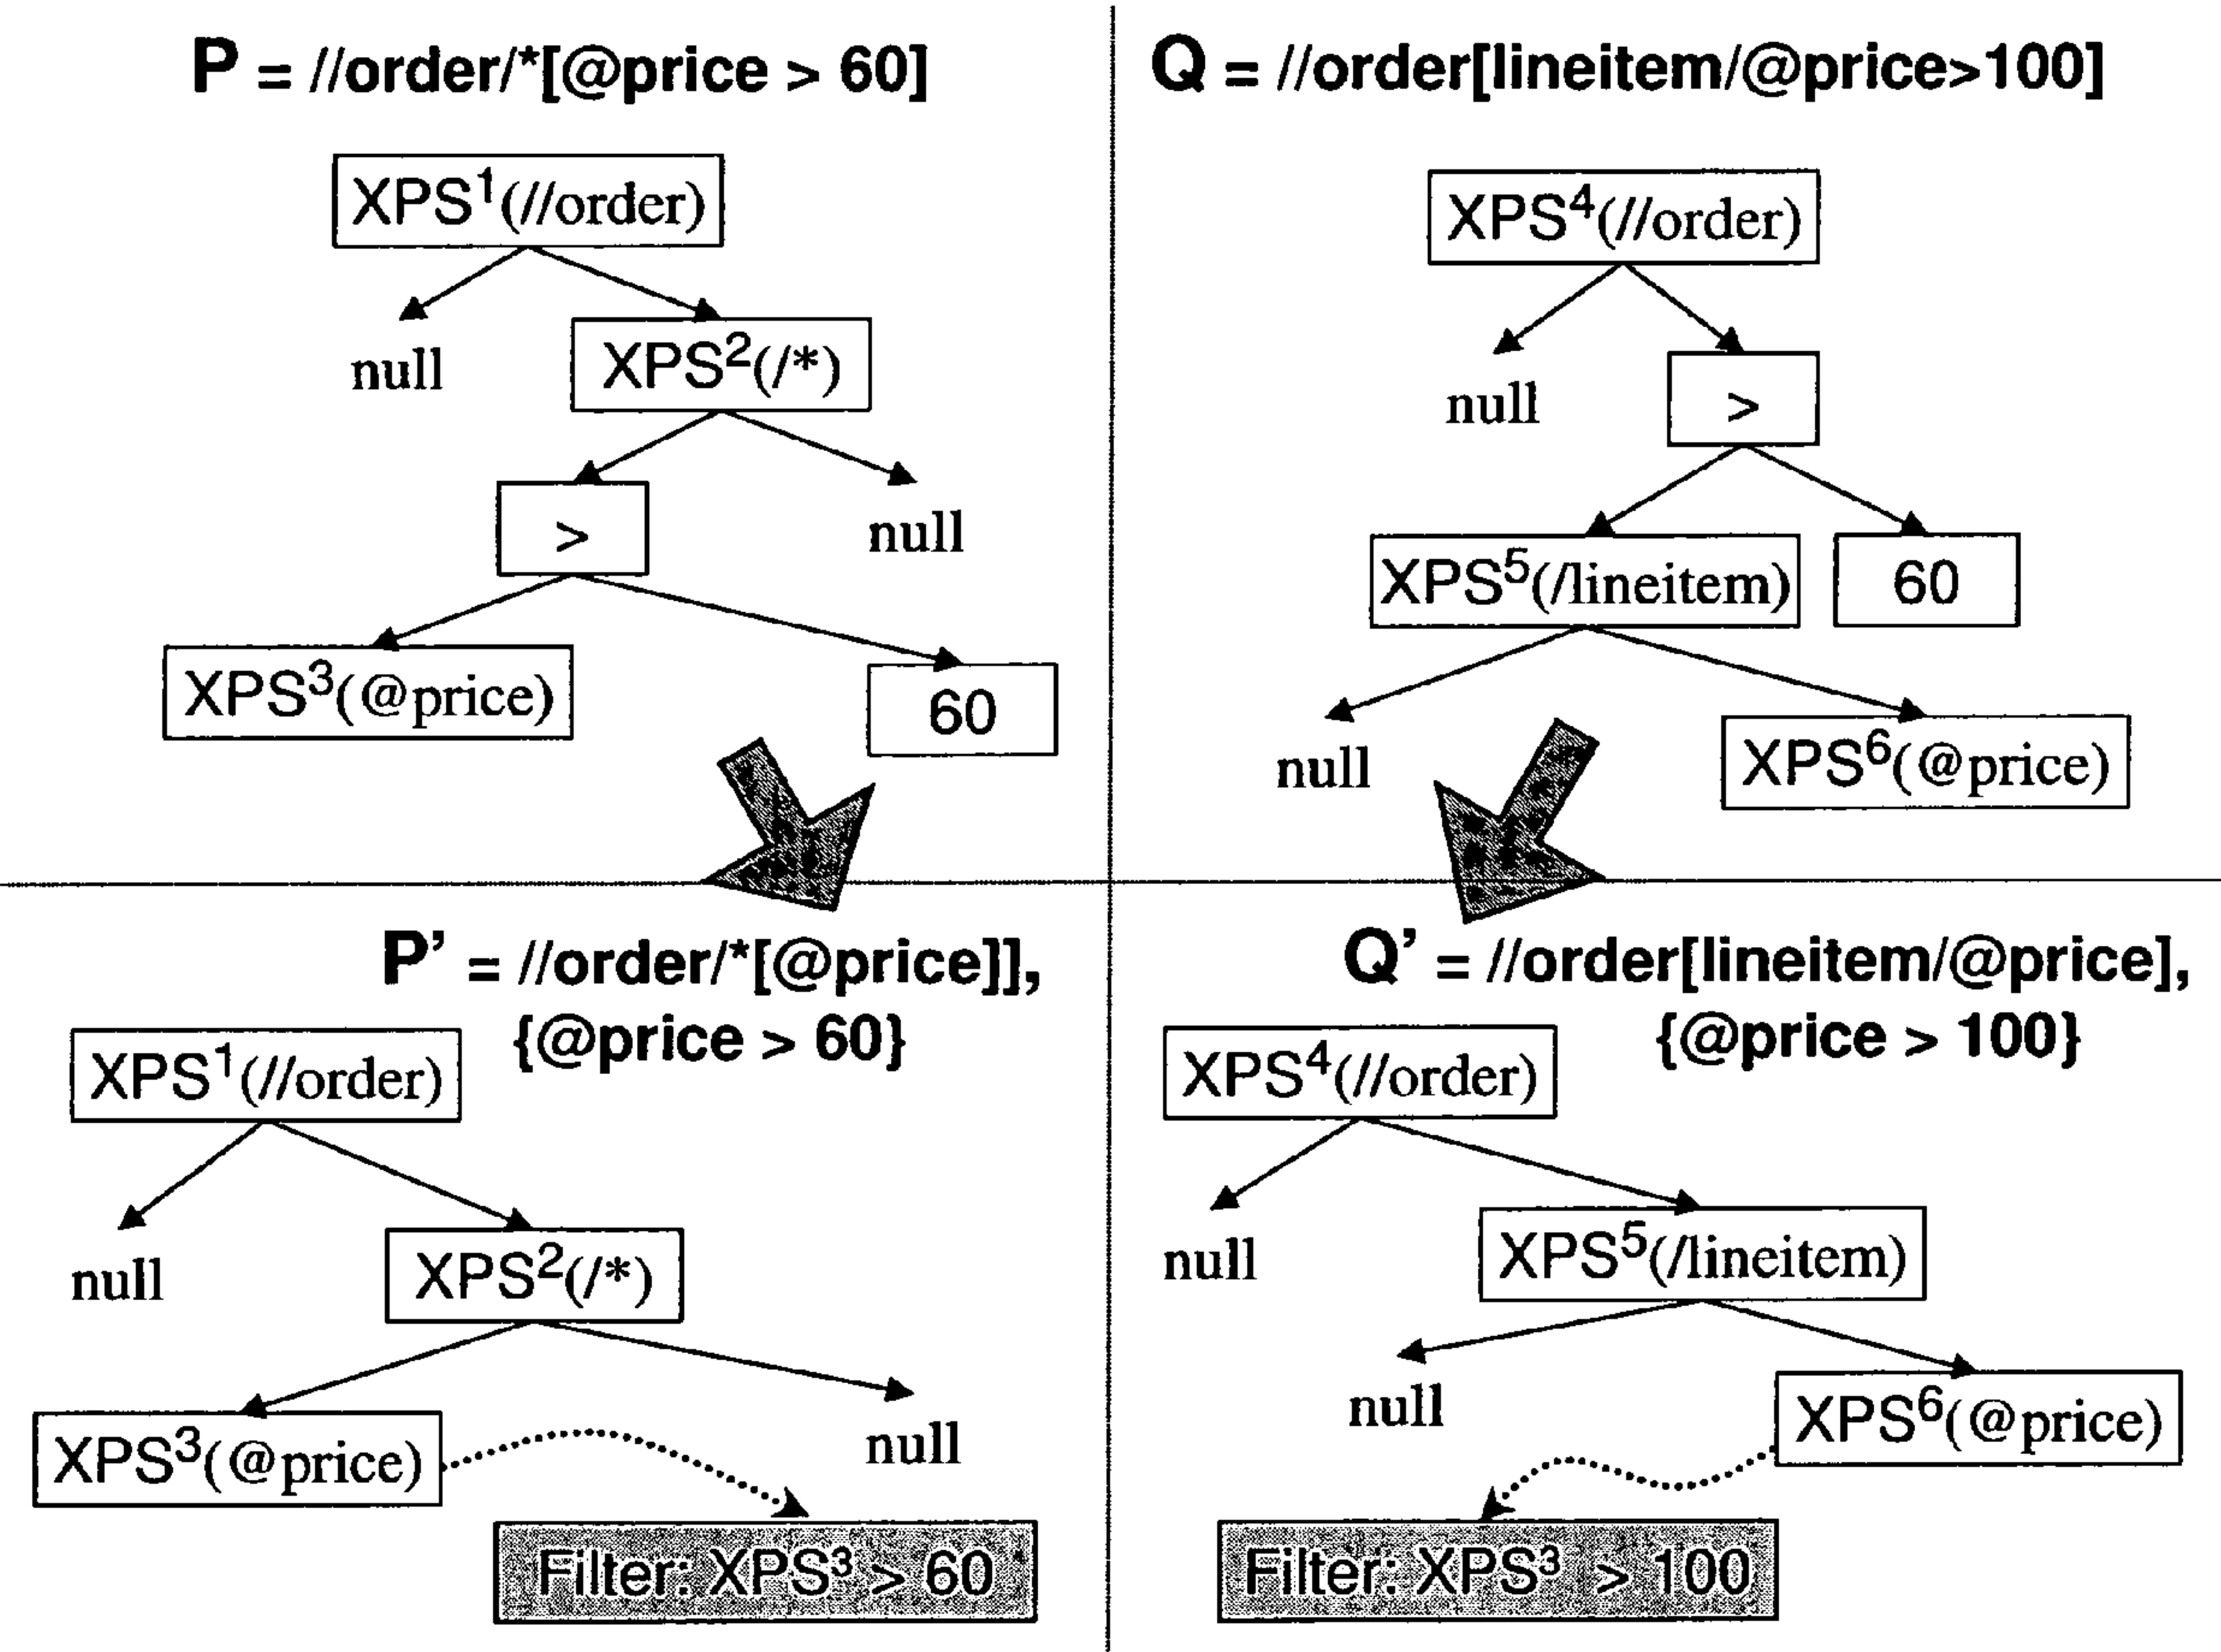 P = //order/*[@price > 60]
XPS1(//order)
null
XPS2(/*)
>
null
XPS3(@price)
60
Q = //order[lineitem/@price>100]
XPS4(//order)
null
>
XPS5(/lineitem)
60
null
XPS6(@price)
P’ = //order/*[@price]],
{@price > 60}
XPS1(//order)
null
XPS2(/*)
XPS3(@price)
null
Filter: XPS3 > 60
Q’ = //order[lineitem/@price],
{@price > 100}
XPS4(//order)
null
XPS5(/lineitem)
null
XPS6(@price)
Filter: XPS3 > 100